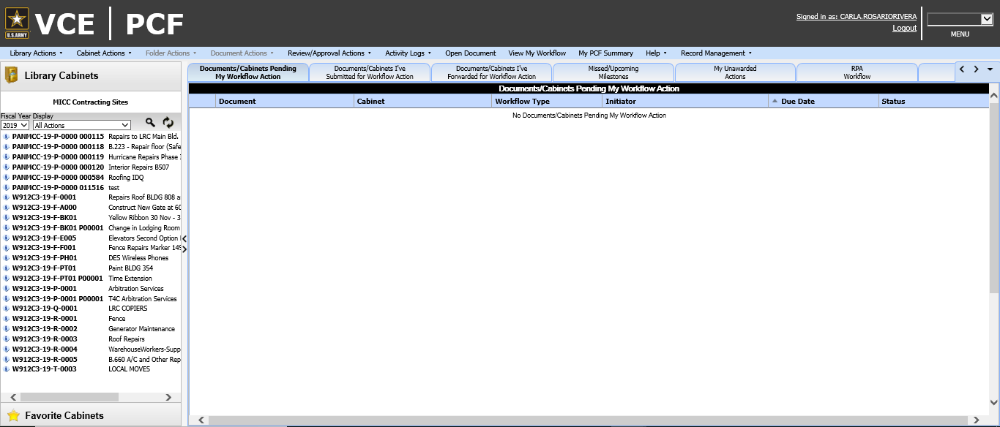 VCE | PCF
U.S.ARMY
Signed in as: CARLA.ROSARIORIVERA
Logout
MENU
Library Actions Cabinet Actions Folder Actions Document Actions Review/Approval Actions Activity Logs Open Document View My Workflow My PCF Summary Help Record Management
Library Cabinets
MICC Contracting Sites
Fiscal Year Display
2019 All Actions
PANMCC-19-P-0000 000115 Repairs to LRC Main Bld.
PANMCC-19-P-0000 000118 B.223 - Repair floor (Safe
PANMCC-19-P-0000 000119 Hurricane Repairs Phase
PANMCC-19-P-0000 000120 Interior Repairs B507
PANMCC-19-P-0000 000584 Roofing IDQ
PANMCC-19-P-0000 011516 test
W912C3-19-F-0001 Repairs Roof BLDG 808 a
W912C3-19-F-A000 Construct New Gate at 60
W912C3-19-F-BK01 Yellow Ribbon 30 Nov - 3
W912C3-19-F-BK01 P00001 Change in Lodging Room
W912C3-19-F-E005 Elevators Second Option
W912C3-19-F-F001 Fence Repairs Marker 149
W912C3-19-F-PH01 DES Wireless Phones
W912C3-19-F-PT01 Paint BLDG 354
W912C3-19-F-PT01 P00001 Time Extension
W912C3-19-P-0001 Arbitration Services
W912C3-19-P-0001 P00001 T4C Arbitration Services
W912C3-19-Q-0001 LRC COPIERS
W912C3-19-R-0001 Fence
W912C3-19-R-0002 Generator Maintenance
W912C3-19-R-0003 Roof Repairs
W912C3-19-R-0004 WarehouseWorkers-Supp
W912C3-19-R-0005 B.660 A/C and Other Rep
W912C3-19-T-0003 LOCAL MOVES
Favorite Cabinets
Documents/Cabinets Pending
My Workflow Action
Documents/Cabinets I've
Submitted for Workflow Action
Documents/Cabinets I've
Forwarded for Workflow Action
Missed/Upcoming
Milestones
My Unawarded
Actions
RPA
Workflow
Documents/Cabinets Pending My Workflow Action
Document Cabinet Workflow Type Initiator Due Date Status
No Documents/Cabinets Pending My Workflow Action